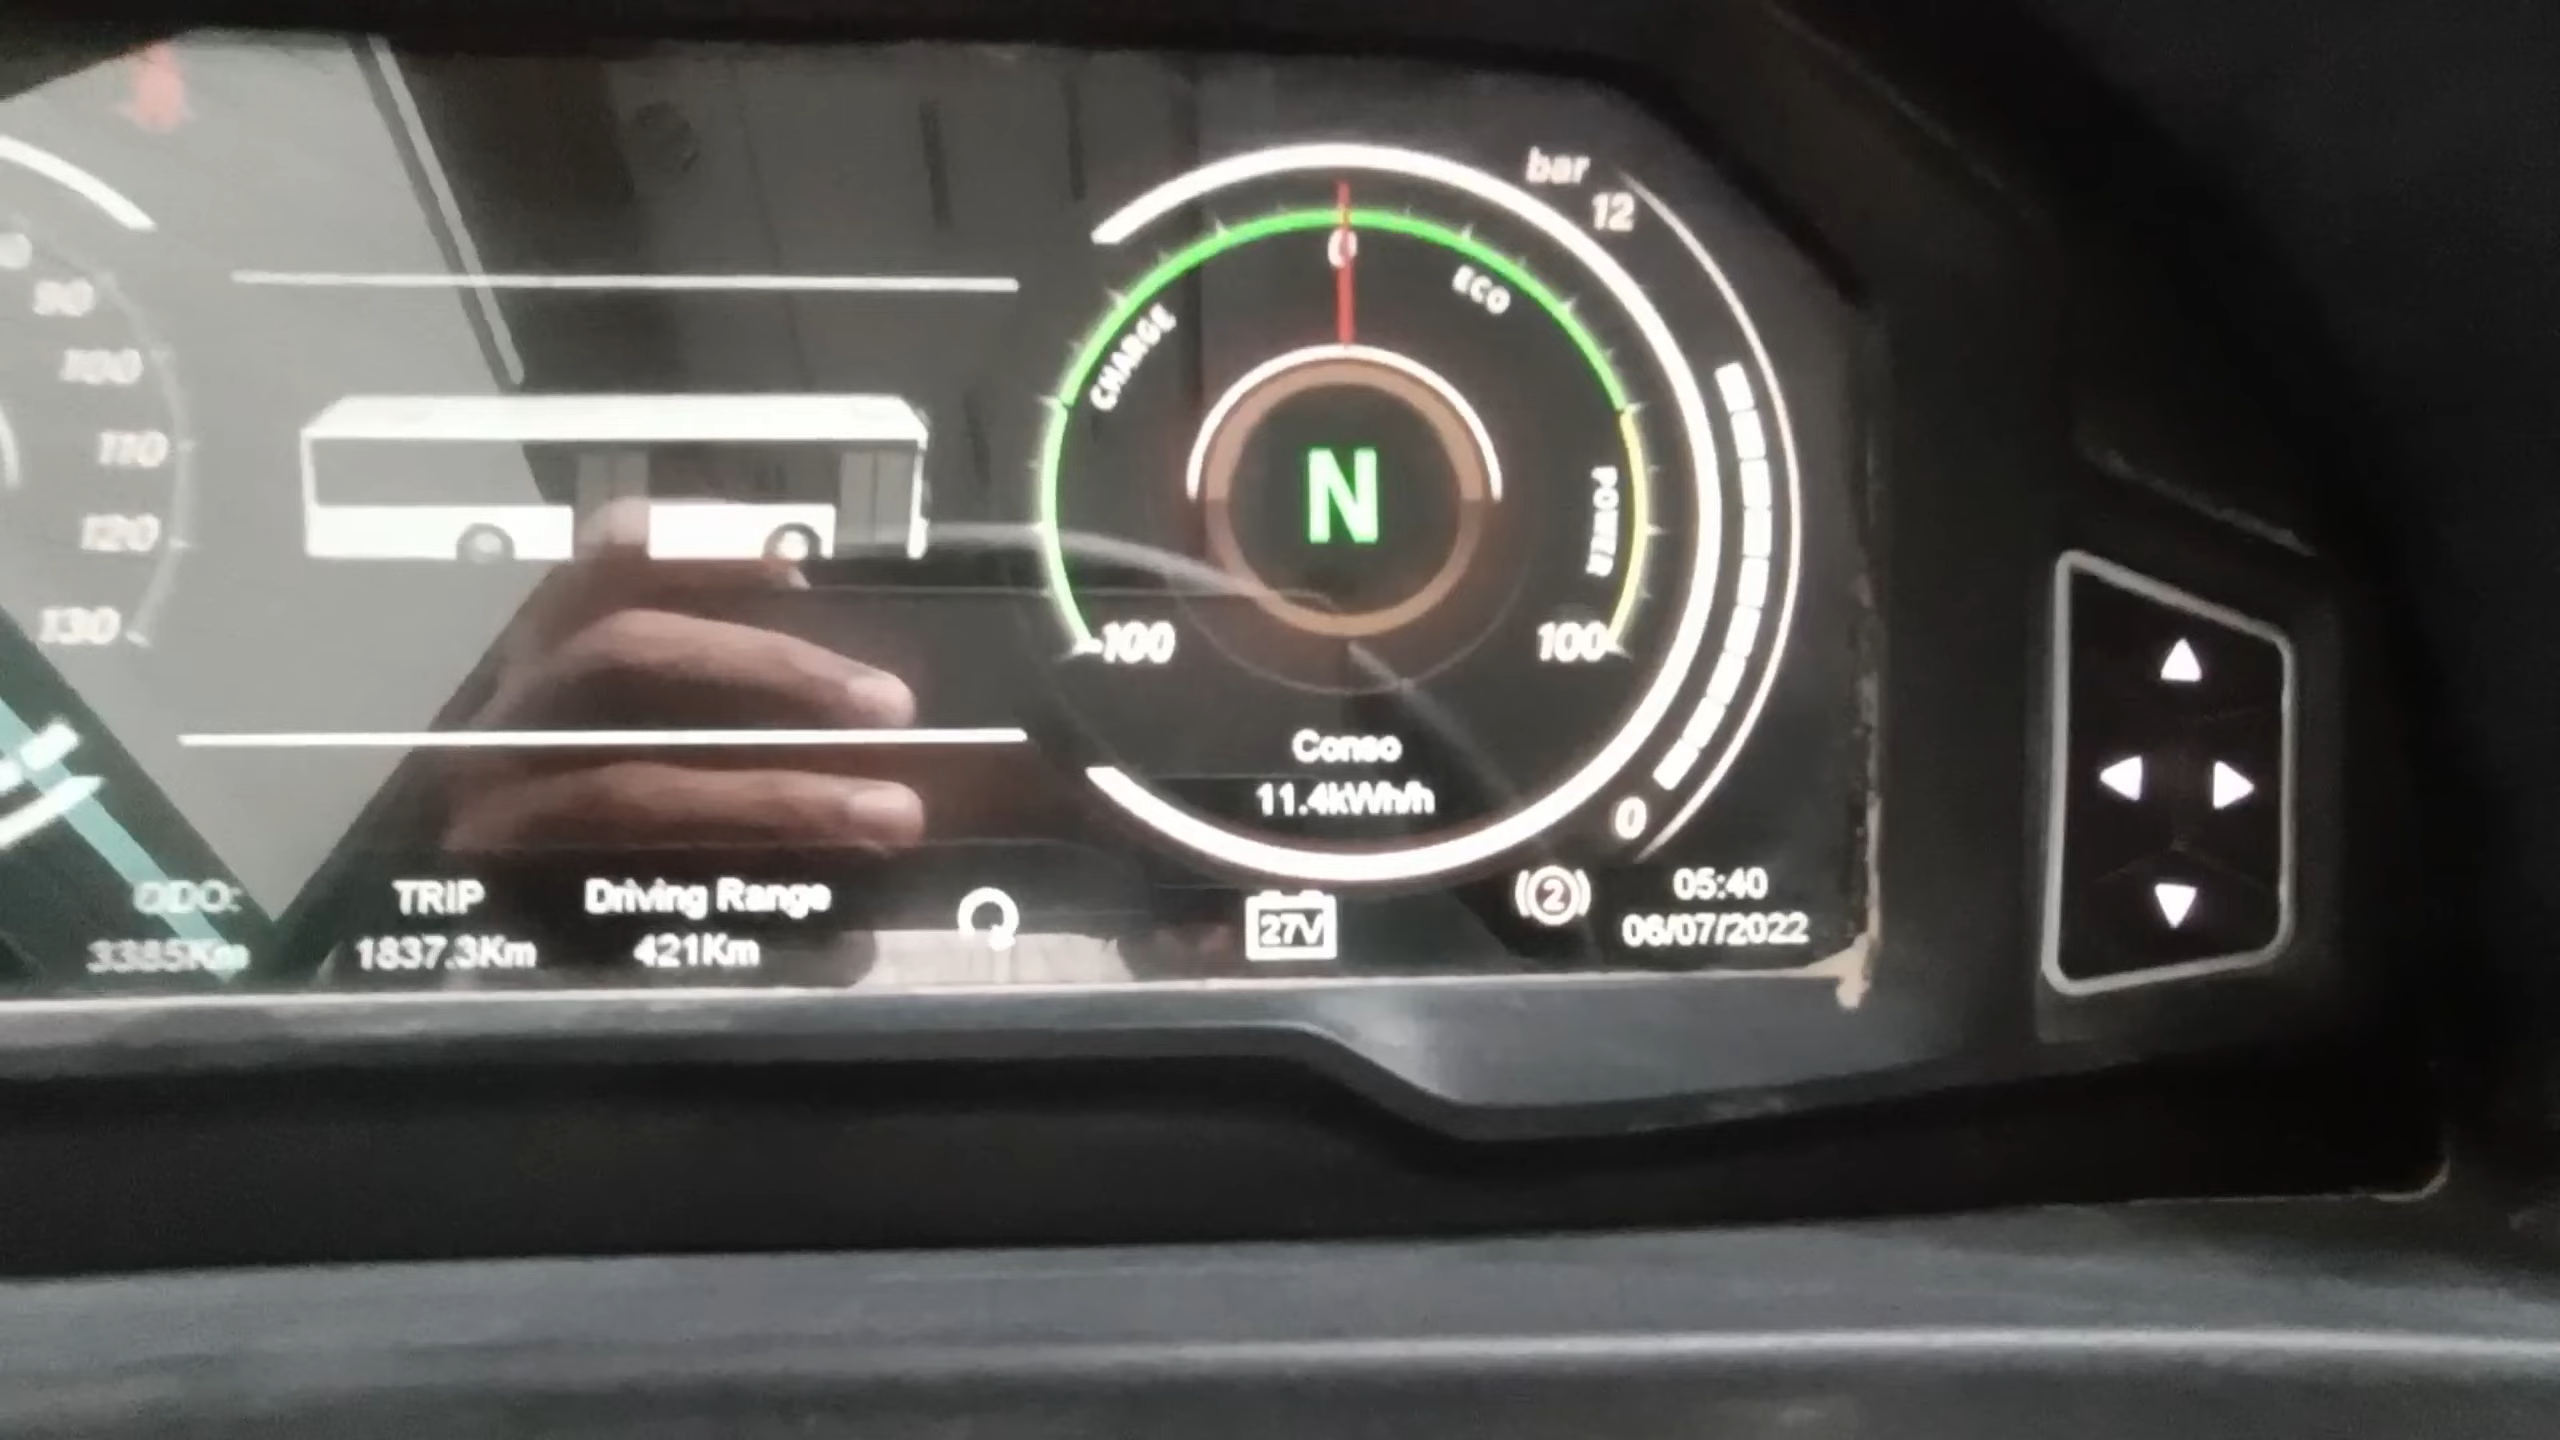 90
100
110
120
130
bar
12
0
CHARGE
ECO
POWER
N
-100
100
Conso
11.4kWh/h
0
ODO:
3385Km
TRIP
1837.3Km
Driving Range
421Km
27V
2
05:40
06/07/2022